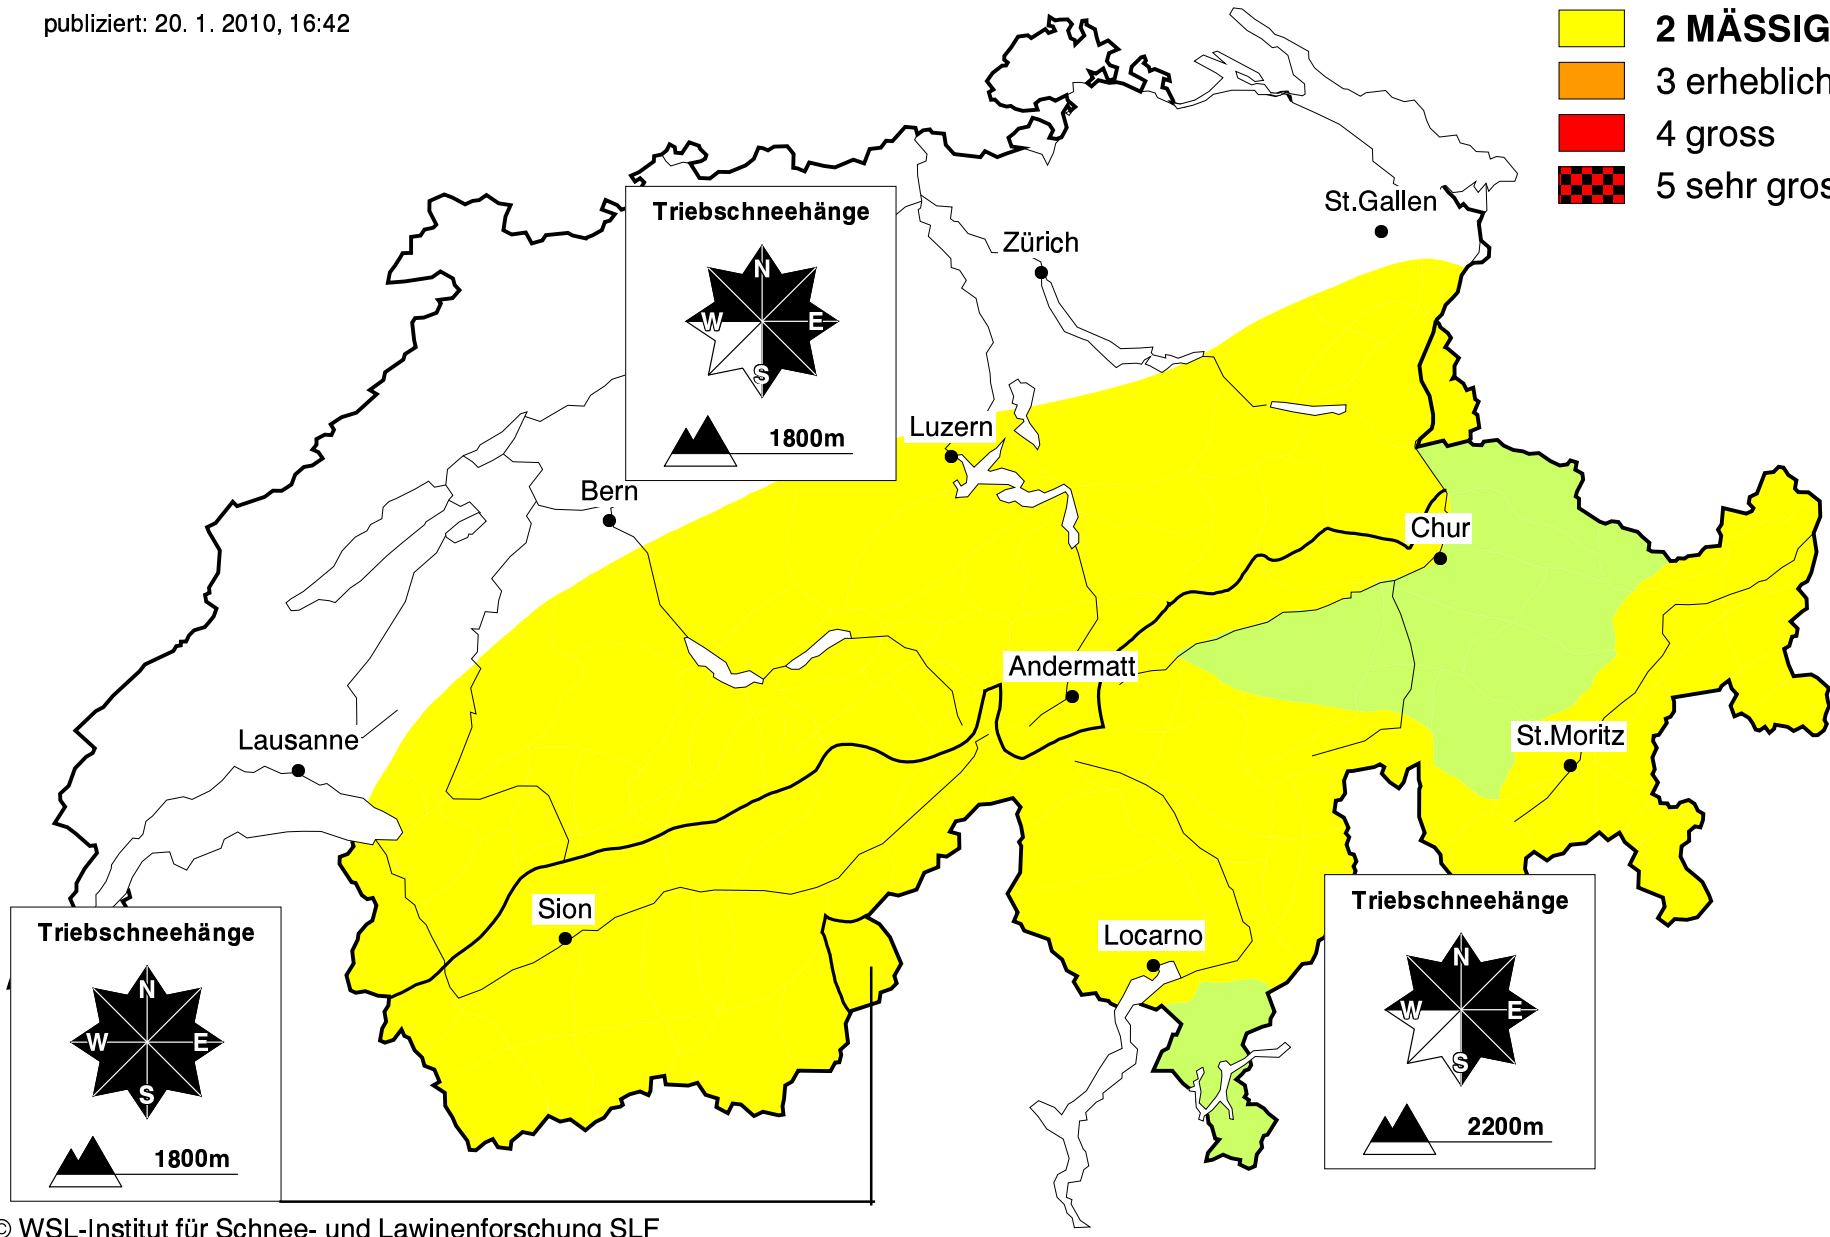 publiziert: 20. 1. 2010, 16:42
2 MÄSSIG
3 erheblich
4 gross
5 sehr gros
St.Gallen
Triebschneehänge
N
W E
S
1800m
Zürich
Luzern
Bern
Chur
Andermatt
Lausanne
St.Moritz
Sion
Locarno
Triebschneehänge
N
W E
S
2200m
Triebschneehänge
N
W E
S
1800m
© WSL-Institut für Schnee- und Lawinenforschung SLF